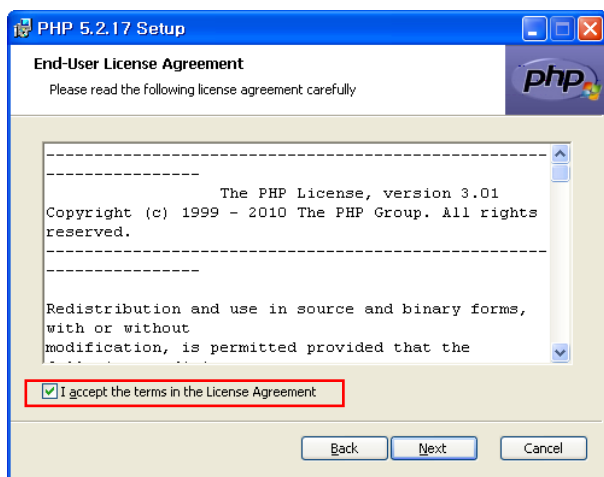 PHP 5.2.17 Setup
End-User License Agreement
Please read the following license agreement carefully
php
----------------------------------------------------
----------------
The PHP License, version 3.01
Copyright (c) 1999 - 2010 The PHP Group. All rights
reserved.
----------------------------------------------------
----------------
Redistribution and use in source and binary forms,
with or without
modification, is permitted provided that the
I accept the terms in the License Agreement
Back
Next
Cancel